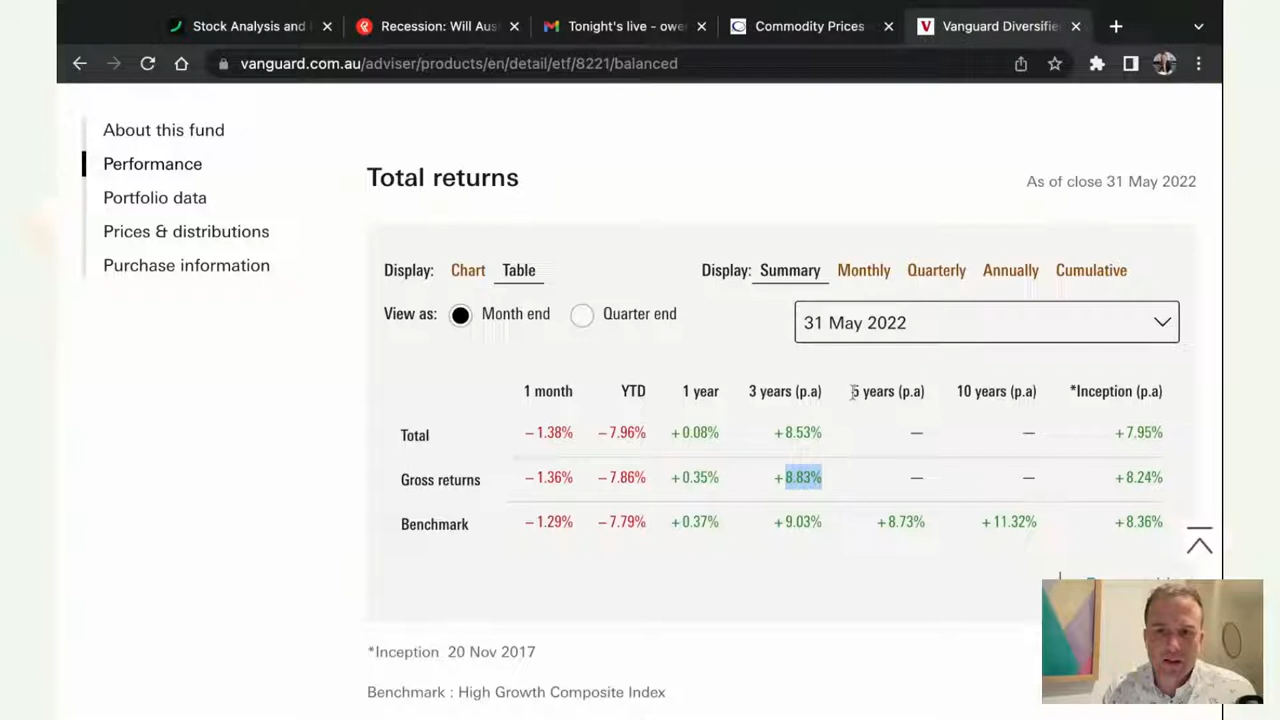 Stock Analysis and
Recession: Will Aus
Tonight's live - owe
Commodity Prices
Vanguard Diversifie
vanguard.com.au/adviser/products/en/detail/etf/8221/balanced
About this fund
Performance
Portfolio data
Prices & distributions
Purchase information
Total returns
As of close 31 May 2022
Display: Chart Table
Display: Summary Monthly Quarterly Annually Cumulative
View as: Month end Quarter end
31 May 2022
1 month YTD 1 year 3 years (p.a) 5 years (p.a) 10 years (p.a) *Inception (p.a)
Total – 1.38% – 7.96% + 0.08% + 8.53% — — + 7.95%
Gross returns – 1.36% – 7.86% + 0.35% + 8.83% — — + 8.24%
Benchmark – 1.29% – 7.79% + 0.37% + 9.03% + 8.73% + 11.32% + 8.36%
*Inception 20 Nov 2017
Benchmark : High Growth Composite Index